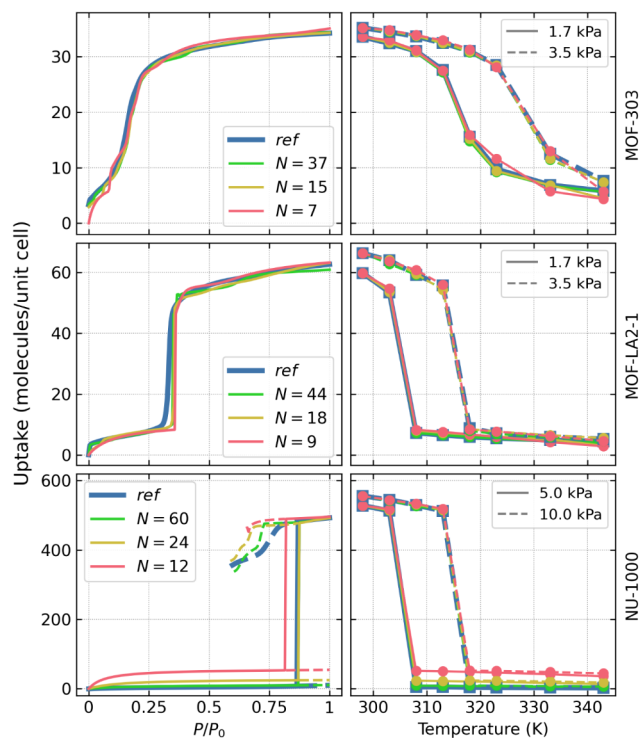 Uptake (molecules/unit cell)
30
20
10
0
ref
N = 37
N = 15
N = 7
1.7 kPa
3.5 kPa
MOF-303
60
40
20
0
ref
N = 44
N = 18
N = 9
1.7 kPa
3.5 kPa
MOF-LA2-1
600
400
200
0
ref
N = 60
N = 24
N = 12
5.0 kPa
10.0 kPa
NU-1000
0 0.25 0.5 0.75 1
P/P₀
300 310 320 330 340
Temperature (K)